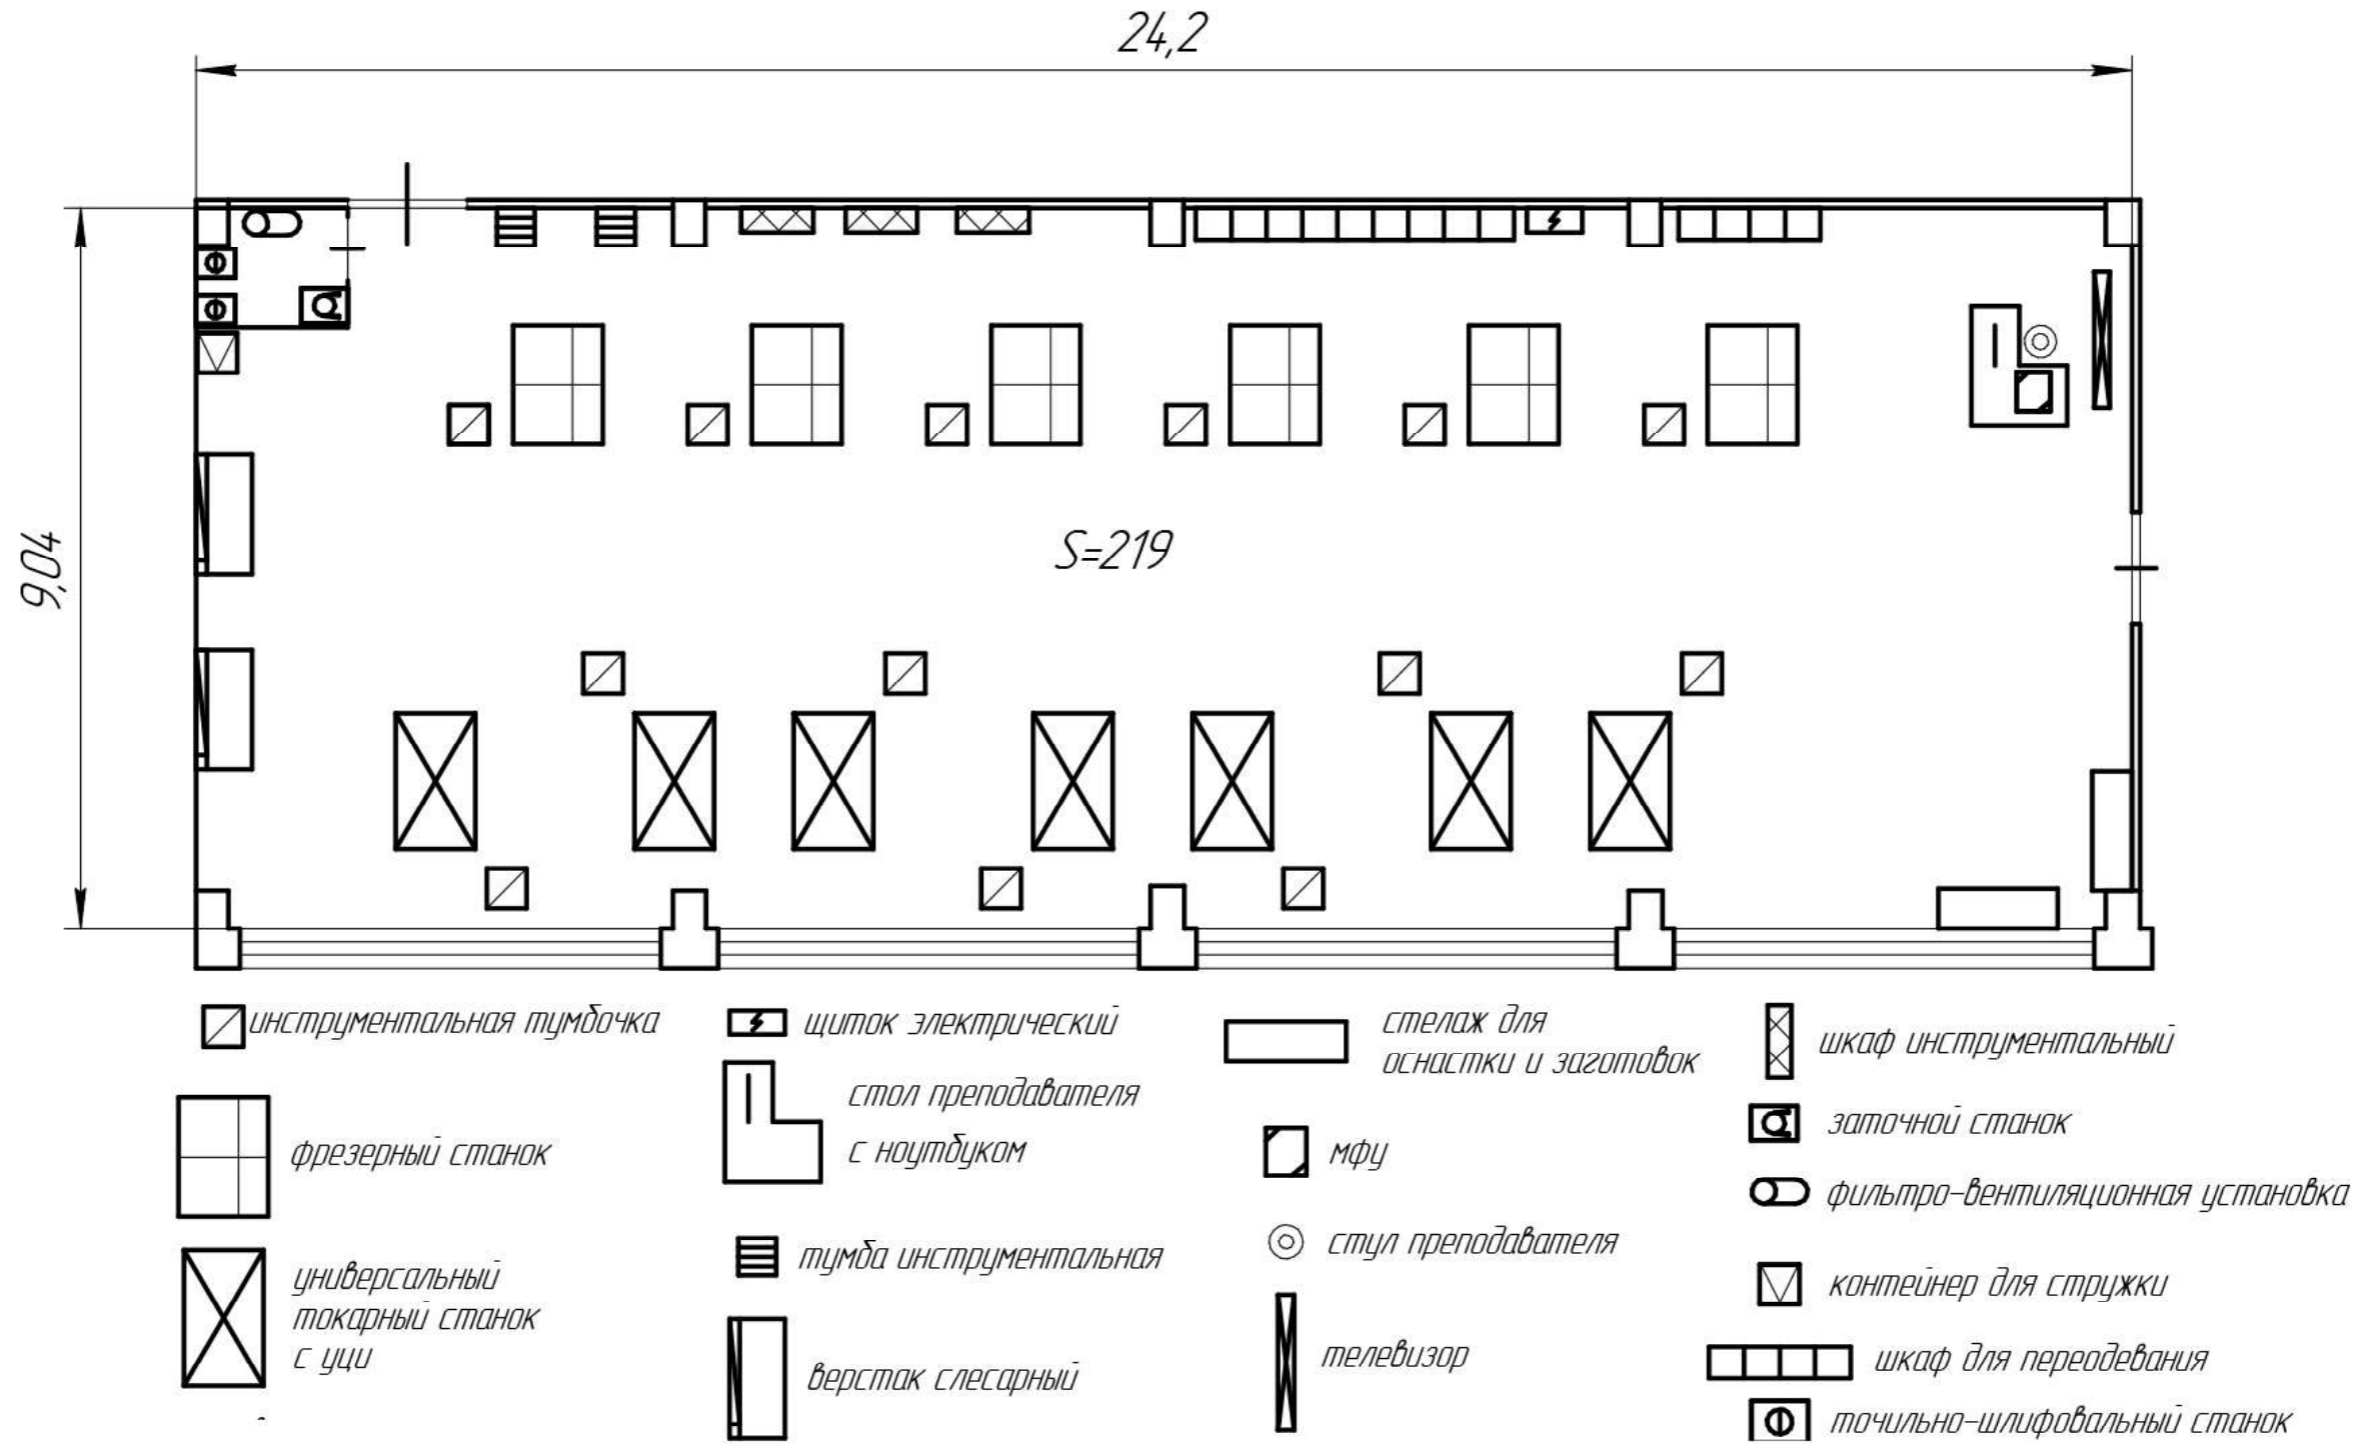 24,2
9,04
S=219
инструментальная тумбочка
фрезерный станок
универсальный
токарный станок
с уци
щиток электрический
стол преподавателя
с ноутбуком
тумба инструментальная
верстак слесарный
стелаж для
оснастки и заготовок
мфу
стул преподавателя
телевизор
шкаф инструментальный
заточной станок
фильтро-вентиляционная установка
контейнер для стружки
шкаф для переодевания
точильно-шлифовальный станок